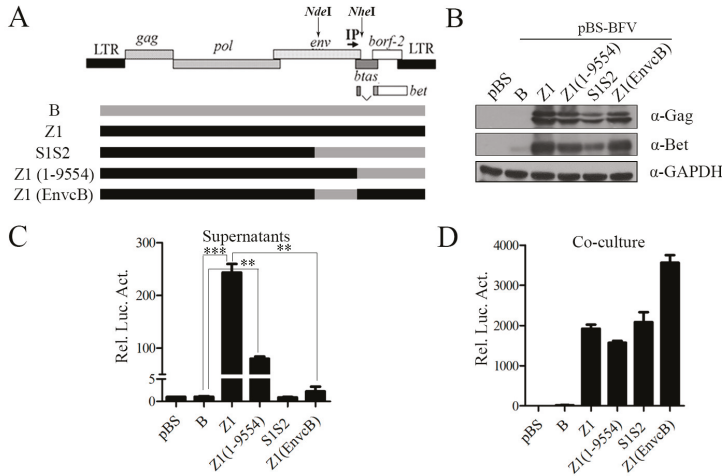 A
NdeI NheI
IP
LTR gag pol env borf-2 LTR
btas
bet
B
Z1
S1S2
Z1 (1-9554)
Z1 (EnvcB)
B
pBS-BFV
pBS B Z1 Z1(1-9554) S1S2 Z1(EnvcB)
α-Gag
α-Bet
α-GAPDH
C
Supernatants
Rel. Luc. Act.
300
200
100
5
0
*** ** **
pBS B Z1 Z1(1-9554) S1S2 Z1(EnvcB)
D
Co-culture
Rel. Luc. Act.
4000
3000
2000
1000
0
pBS B Z1 Z1(1-9554) S1S2 Z1(EnvcB)